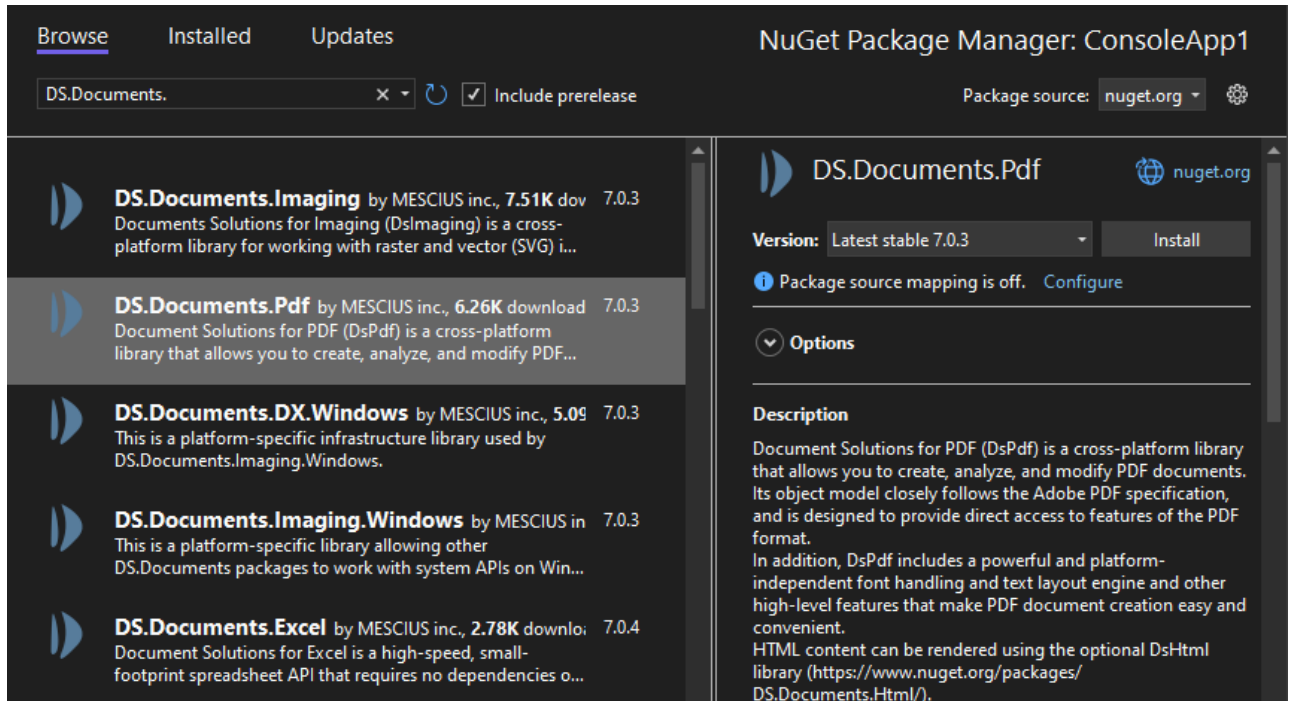 Browse Installed Updates
NuGet Package Manager: ConsoleApp1
DS.Documents.
Include prerelease
Package source: nuget.org
DS.Documents.Imaging by MESCIUS inc., 7.51K dov 7.0.3
Documents Solutions for Imaging (DsImaging) is a cross-
platform library for working with raster and vector (SVG) i...
DS.Documents.Pdf by MESCIUS inc., 6.26K download 7.0.3
Document Solutions for PDF (DsPdf) is a cross-platform
library that allows you to create, analyze, and modify PDF...
DS.Documents.DX.Windows by MESCIUS inc., 5.09 7.0.3
This is a platform-specific infrastructure library used by
DS.Documents.Imaging.Windows.
DS.Documents.Imaging.Windows by MESCIUS in 7.0.3
This is a platform-specific library allowing other
DS.Documents packages to work with system APIs on Win...
DS.Documents.Excel by MESCIUS inc., 2.78K downloa 7.0.4
Document Solutions for Excel is a high-speed, small-
footprint spreadsheet API that requires no dependencies o...
DS.Documents.Pdf
nuget.org
Version: Latest stable 7.0.3 Install
Package source mapping is off. Configure
Options
Description
Document Solutions for PDF (DsPdf) is a cross-platform library
that allows you to create, analyze, and modify PDF documents.
Its object model closely follows the Adobe PDF specification,
and is designed to provide direct access to features of the PDF
format.
In addition, DsPdf includes a powerful and platform-
independent font handling and text layout engine and other
high-level features that make PDF document creation easy and
convenient.
HTML content can be rendered using the optional DsHtml
library (https://www.nuget.org/packages/
DS.Documents.Html/).